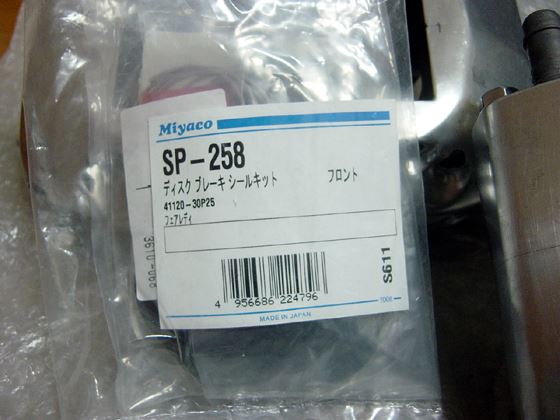 Miyaco
SP-258
ディスク ブレーキ シールキット フロント
41120-30P25
フェアレディ
S611
4 956686 224796
MADE IN JAPAN